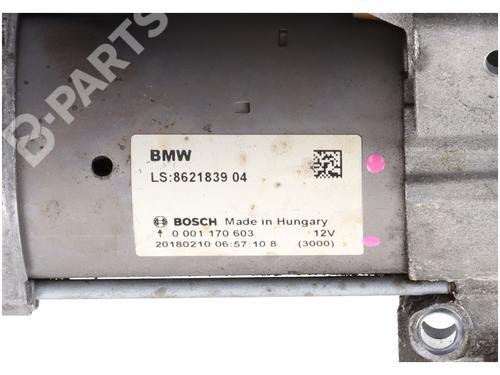 B-PARTS
BMW
LS:8621839 04
BOSCH Made in Hungary
↑ 0 001 170 603 12V
20180210 06:57:10 8 (3000)